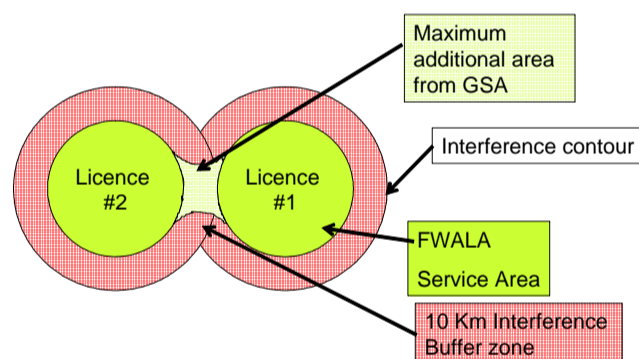 Maximum
additional area
from GSA
Interference contour
Licence
#2
Licence
#1
FWALA
Service Area
10 Km Interference
Buffer zone